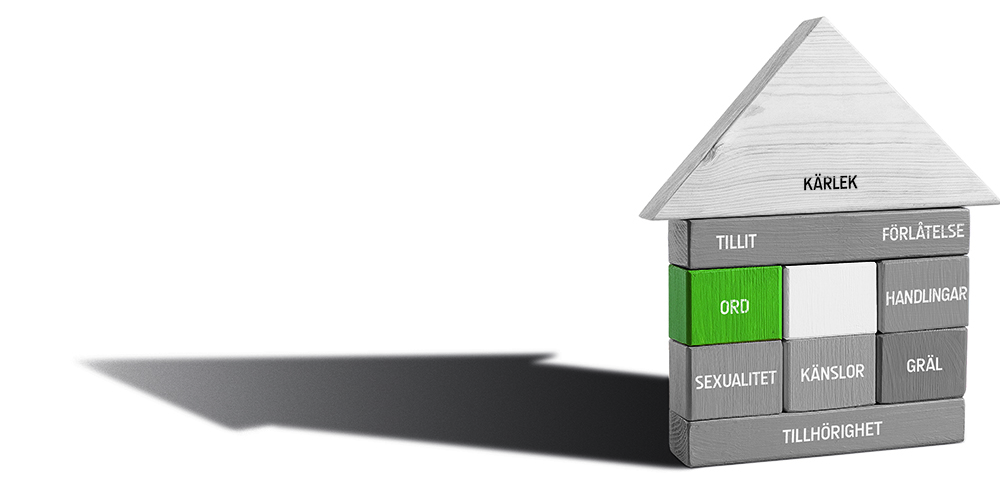 KÄRLEK
TILLIT FÖRLÅTELSE
ORD HANDLINGAR
SEXUALITET KÄNSLOR GRÄL
TILLHÖRIGHET